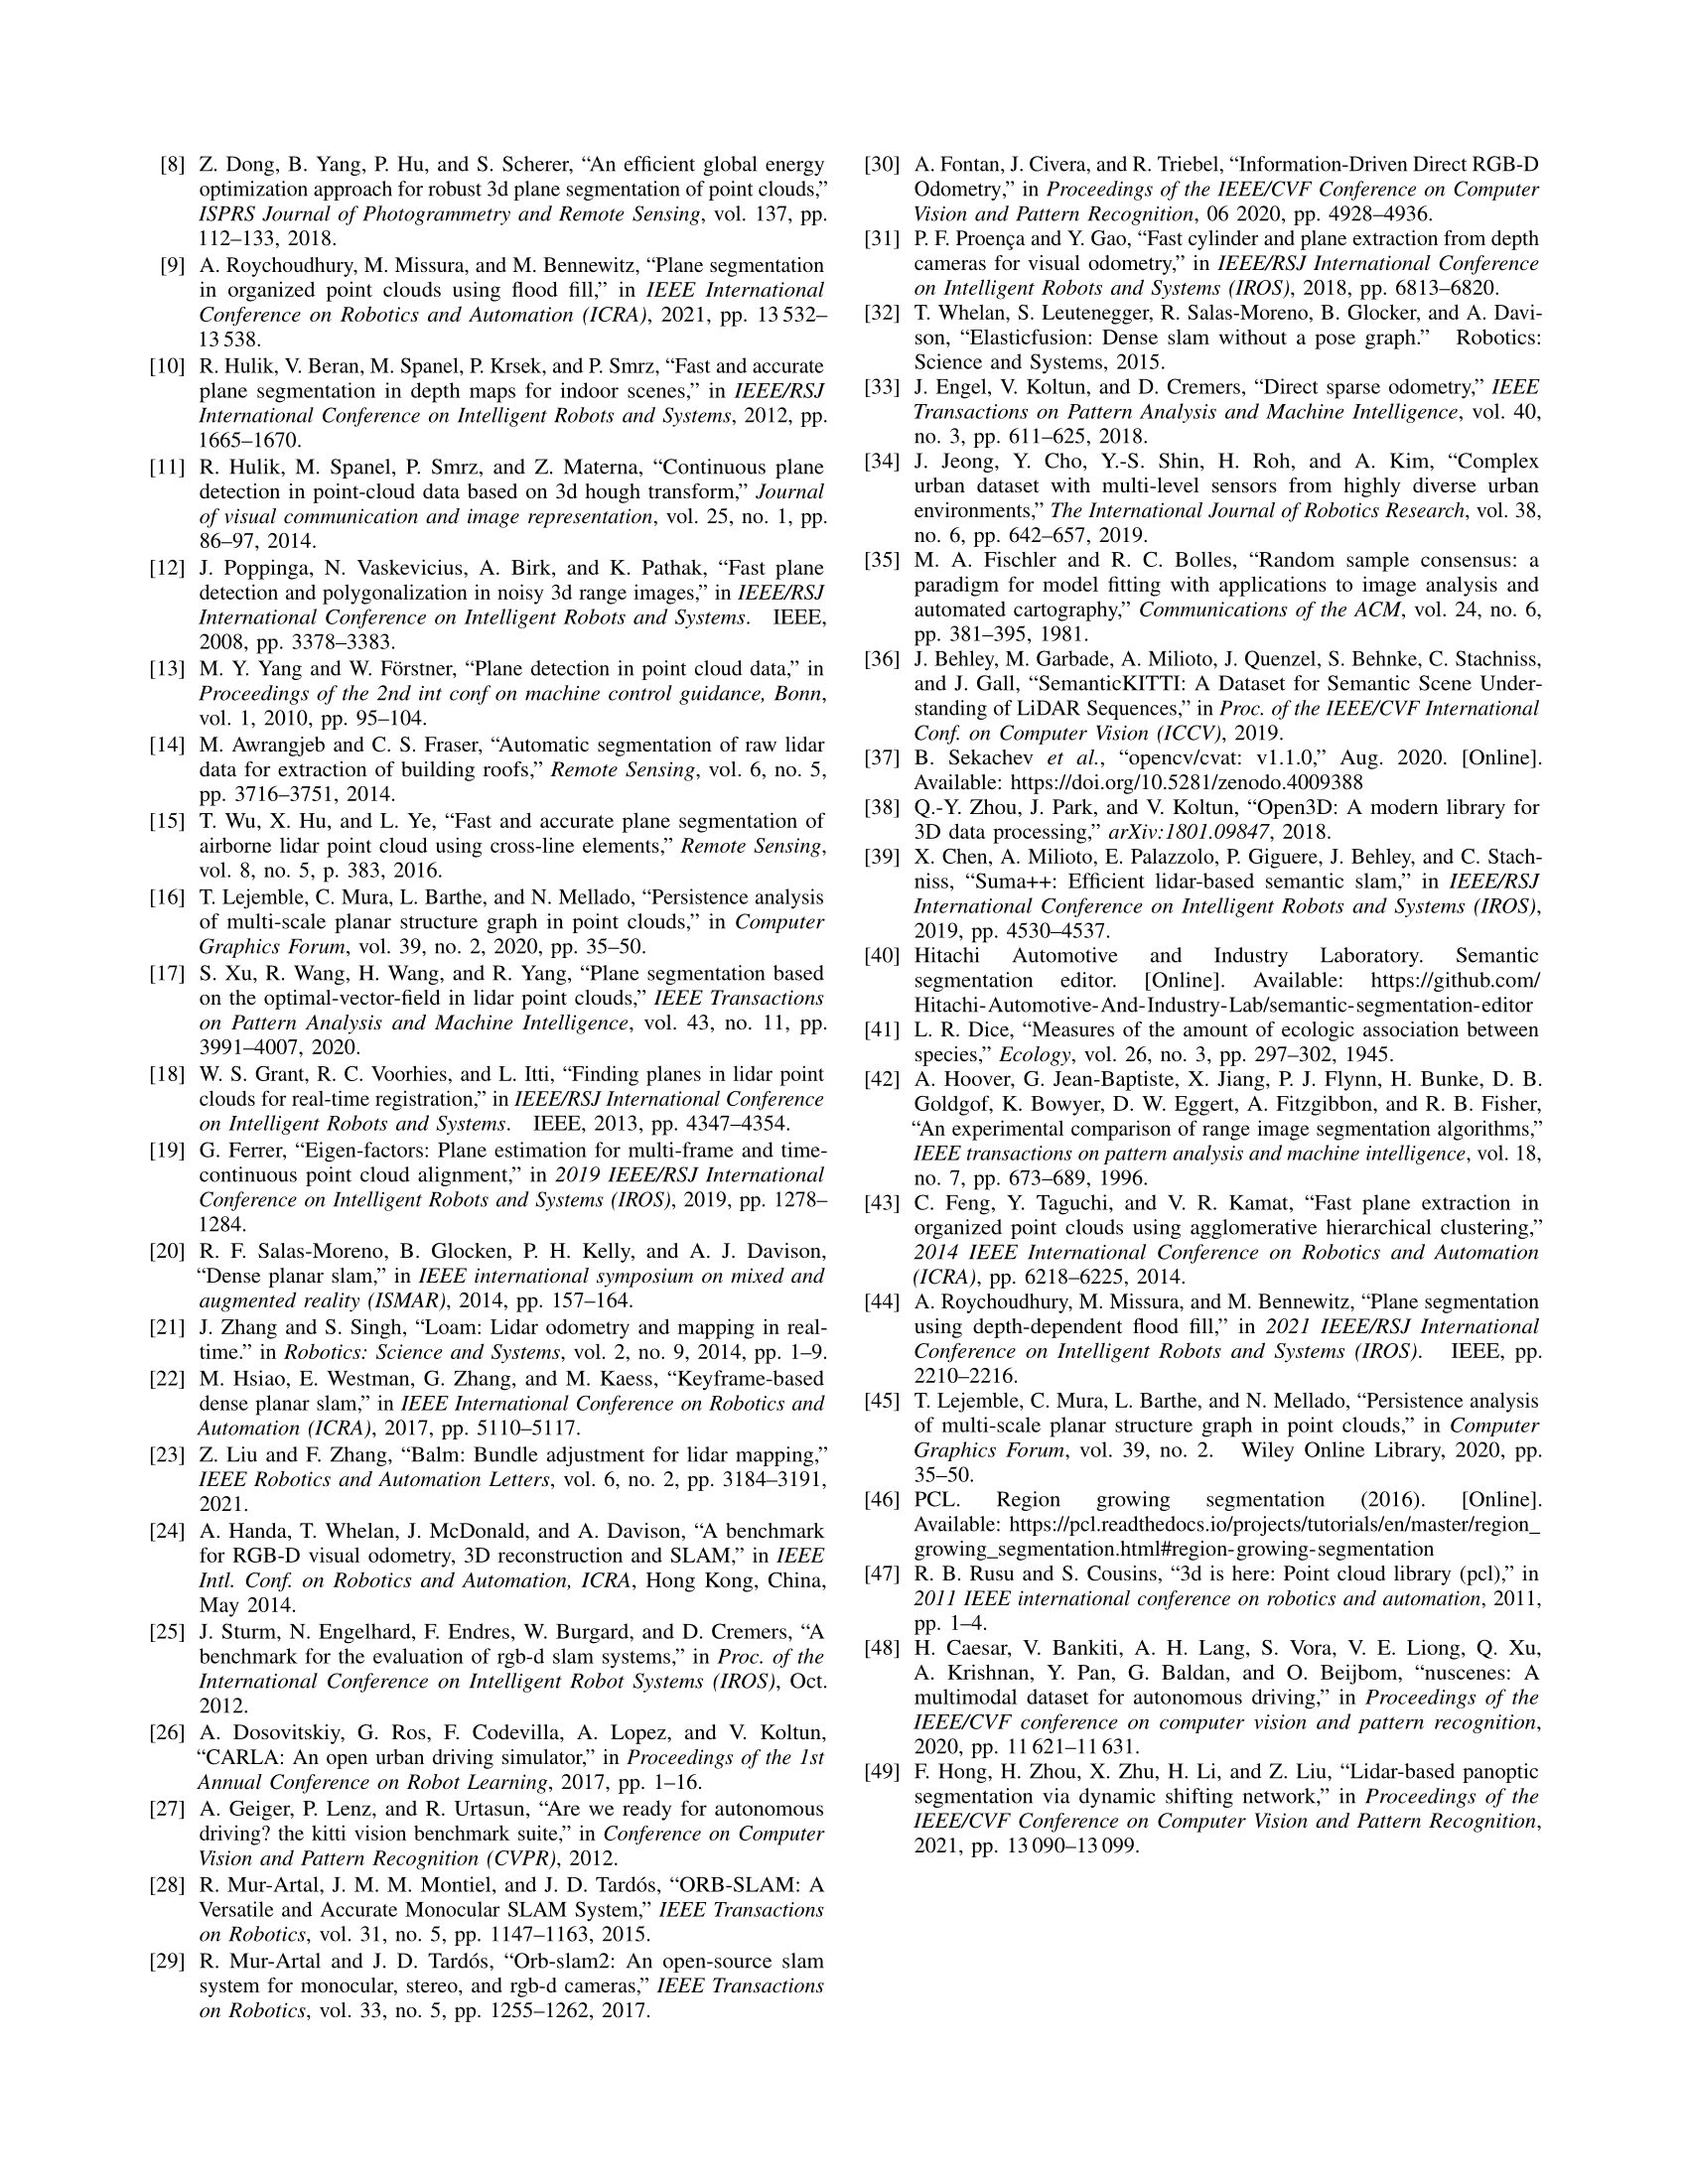 [8] Z. Dong, B. Yang, P. Hu, and S. Scherer, “An efficient global energy
optimization approach for robust 3d plane segmentation of point clouds,”
ISPRS Journal of Photogrammetry and Remote Sensing, vol. 137, pp.
112–133, 2018.
[9] A. Roychoudhury, M. Missura, and M. Bennewitz, “Plane segmentation
in organized point clouds using flood fill,” in IEEE International
Conference on Robotics and Automation (ICRA), 2021, pp. 13 532–
13 538.
[10] R. Hulik, V. Beran, M. Spanel, P. Krsek, and P. Smrz, “Fast and accurate
plane segmentation in depth maps for indoor scenes,” in IEEE/RSJ
International Conference on Intelligent Robots and Systems, 2012, pp.
1665–1670.
[11] R. Hulik, M. Spanel, P. Smrz, and Z. Materna, “Continuous plane
detection in point-cloud data based on 3d hough transform,” Journal
of visual communication and image representation, vol. 25, no. 1, pp.
86–97, 2014.
[12] J. Poppinga, N. Vaskevicius, A. Birk, and K. Pathak, “Fast plane
detection and polygonalization in noisy 3d range images,” in IEEE/RSJ
International Conference on Intelligent Robots and Systems. IEEE,
2008, pp. 3378–3383.
[13] M. Y. Yang and W. Förstner, “Plane detection in point cloud data,” in
Proceedings of the 2nd int conf on machine control guidance, Bonn,
vol. 1, 2010, pp. 95–104.
[14] M. Awrangjeb and C. S. Fraser, “Automatic segmentation of raw lidar
data for extraction of building roofs,” Remote Sensing, vol. 6, no. 5,
pp. 3716–3751, 2014.
[15] T. Wu, X. Hu, and L. Ye, “Fast and accurate plane segmentation of
airborne lidar point cloud using cross-line elements,” Remote Sensing,
vol. 8, no. 5, p. 383, 2016.
[16] T. Lejemble, C. Mura, L. Barthe, and N. Mellado, “Persistence analysis
of multi-scale planar structure graph in point clouds,” in Computer
Graphics Forum, vol. 39, no. 2, 2020, pp. 35–50.
[17] S. Xu, R. Wang, H. Wang, and R. Yang, “Plane segmentation based
on the optimal-vector-field in lidar point clouds,” IEEE Transactions
on Pattern Analysis and Machine Intelligence, vol. 43, no. 11, pp.
3991–4007, 2020.
[18] W. S. Grant, R. C. Voorhies, and L. Itti, “Finding planes in lidar point
clouds for real-time registration,” in IEEE/RSJ International Conference
on Intelligent Robots and Systems. IEEE, 2013, pp. 4347–4354.
[19] G. Ferrer, “Eigen-factors: Plane estimation for multi-frame and time-
continuous point cloud alignment,” in 2019 IEEE/RSJ International
Conference on Intelligent Robots and Systems (IROS), 2019, pp. 1278–
1284.
[20] R. F. Salas-Moreno, B. Glocken, P. H. Kelly, and A. J. Davison,
“Dense planar slam,” in IEEE international symposium on mixed and
augmented reality (ISMAR), 2014, pp. 157–164.
[21] J. Zhang and S. Singh, “Loam: Lidar odometry and mapping in real-
time.” in Robotics: Science and Systems, vol. 2, no. 9, 2014, pp. 1–9.
[22] M. Hsiao, E. Westman, G. Zhang, and M. Kaess, “Keyframe-based
dense planar slam,” in IEEE International Conference on Robotics and
Automation (ICRA), 2017, pp. 5110–5117.
[23] Z. Liu and F. Zhang, “Balm: Bundle adjustment for lidar mapping,”
IEEE Robotics and Automation Letters, vol. 6, no. 2, pp. 3184–3191,
2021.
[24] A. Handa, T. Whelan, J. McDonald, and A. Davison, “A benchmark
for RGB-D visual odometry, 3D reconstruction and SLAM,” in IEEE
Intl. Conf. on Robotics and Automation, ICRA, Hong Kong, China,
May 2014.
[25] J. Sturm, N. Engelhard, F. Endres, W. Burgard, and D. Cremers, “A
benchmark for the evaluation of rgb-d slam systems,” in Proc. of the
International Conference on Intelligent Robot Systems (IROS), Oct.
2012.
[26] A. Dosovitskiy, G. Ros, F. Codevilla, A. Lopez, and V. Koltun,
“CARLA: An open urban driving simulator,” in Proceedings of the 1st
Annual Conference on Robot Learning, 2017, pp. 1–16.
[27] A. Geiger, P. Lenz, and R. Urtasun, “Are we ready for autonomous
driving? the kitti vision benchmark suite,” in Conference on Computer
Vision and Pattern Recognition (CVPR), 2012.
[28] R. Mur-Artal, J. M. M. Montiel, and J. D. Tardós, “ORB-SLAM: A
Versatile and Accurate Monocular SLAM System,” IEEE Transactions
on Robotics, vol. 31, no. 5, pp. 1147–1163, 2015.
[29] R. Mur-Artal and J. D. Tardós, “Orb-slam2: An open-source slam
system for monocular, stereo, and rgb-d cameras,” IEEE Transactions
on Robotics, vol. 33, no. 5, pp. 1255–1262, 2017.
[30] A. Fontan, J. Civera, and R. Triebel, “Information-Driven Direct RGB-D
Odometry,” in Proceedings of the IEEE/CVF Conference on Computer
Vision and Pattern Recognition, 06 2020, pp. 4928–4936.
[31] P. F. Proença and Y. Gao, “Fast cylinder and plane extraction from depth
cameras for visual odometry,” in IEEE/RSJ International Conference
on Intelligent Robots and Systems (IROS), 2018, pp. 6813–6820.
[32] T. Whelan, S. Leutenegger, R. Salas-Moreno, B. Glocker, and A. Davi-
son, “Elasticfusion: Dense slam without a pose graph.” Robotics:
Science and Systems, 2015.
[33] J. Engel, V. Koltun, and D. Cremers, “Direct sparse odometry,” IEEE
Transactions on Pattern Analysis and Machine Intelligence, vol. 40,
no. 3, pp. 611–625, 2018.
[34] J. Jeong, Y. Cho, Y.-S. Shin, H. Roh, and A. Kim, “Complex
urban dataset with multi-level sensors from highly diverse urban
environments,” The International Journal of Robotics Research, vol. 38,
no. 6, pp. 642–657, 2019.
[35] M. A. Fischler and R. C. Bolles, “Random sample consensus: a
paradigm for model fitting with applications to image analysis and
automated cartography,” Communications of the ACM, vol. 24, no. 6,
pp. 381–395, 1981.
[36] J. Behley, M. Garbade, A. Milioto, J. Quenzel, S. Behnke, C. Stachniss,
and J. Gall, “SemanticKITTI: A Dataset for Semantic Scene Under-
standing of LiDAR Sequences,” in Proc. of the IEEE/CVF International
Conf. on Computer Vision (ICCV), 2019.
[37] B. Sekachev et al., “opencv/cvat: v1.1.0,” Aug. 2020. [Online].
Available: https://doi.org/10.5281/zenodo.4009388
[38] Q.-Y. Zhou, J. Park, and V. Koltun, “Open3D: A modern library for
3D data processing,” arXiv:1801.09847, 2018.
[39] X. Chen, A. Milioto, E. Palazzolo, P. Giguere, J. Behley, and C. Stach-
niss, “Suma++: Efficient lidar-based semantic slam,” in IEEE/RSJ
International Conference on Intelligent Robots and Systems (IROS),
2019, pp. 4530–4537.
[40] Hitachi Automotive and Industry Laboratory. Semantic
segmentation editor. [Online]. Available: https://github.com/
Hitachi-Automotive-And-Industry-Lab/semantic-segmentation-editor
[41] L. R. Dice, “Measures of the amount of ecologic association between
species,” Ecology, vol. 26, no. 3, pp. 297–302, 1945.
[42] A. Hoover, G. Jean-Baptiste, X. Jiang, P. J. Flynn, H. Bunke, D. B.
Goldgof, K. Bowyer, D. W. Eggert, A. Fitzgibbon, and R. B. Fisher,
“An experimental comparison of range image segmentation algorithms,”
IEEE transactions on pattern analysis and machine intelligence, vol. 18,
no. 7, pp. 673–689, 1996.
[43] C. Feng, Y. Taguchi, and V. R. Kamat, “Fast plane extraction in
organized point clouds using agglomerative hierarchical clustering,”
2014 IEEE International Conference on Robotics and Automation
(ICRA), pp. 6218–6225, 2014.
[44] A. Roychoudhury, M. Missura, and M. Bennewitz, “Plane segmentation
using depth-dependent flood fill,” in 2021 IEEE/RSJ International
Conference on Intelligent Robots and Systems (IROS). IEEE, pp.
2210–2216.
[45] T. Lejemble, C. Mura, L. Barthe, and N. Mellado, “Persistence analysis
of multi-scale planar structure graph in point clouds,” in Computer
Graphics Forum, vol. 39, no. 2. Wiley Online Library, 2020, pp.
35–50.
[46] PCL. Region growing segmentation (2016). [Online].
Available: https://pcl.readthedocs.io/projects/tutorials/en/master/region_
growing_segmentation.html#region-growing-segmentation
[47] R. B. Rusu and S. Cousins, “3d is here: Point cloud library (pcl),” in
2011 IEEE international conference on robotics and automation, 2011,
pp. 1–4.
[48] H. Caesar, V. Bankiti, A. H. Lang, S. Vora, V. E. Liong, Q. Xu,
A. Krishnan, Y. Pan, G. Baldan, and O. Beijbom, “nuscenes: A
multimodal dataset for autonomous driving,” in Proceedings of the
IEEE/CVF conference on computer vision and pattern recognition,
2020, pp. 11 621–11 631.
[49] F. Hong, H. Zhou, X. Zhu, H. Li, and Z. Liu, “Lidar-based panoptic
segmentation via dynamic shifting network,” in Proceedings of the
IEEE/CVF Conference on Computer Vision and Pattern Recognition,
2021, pp. 13 090–13 099.